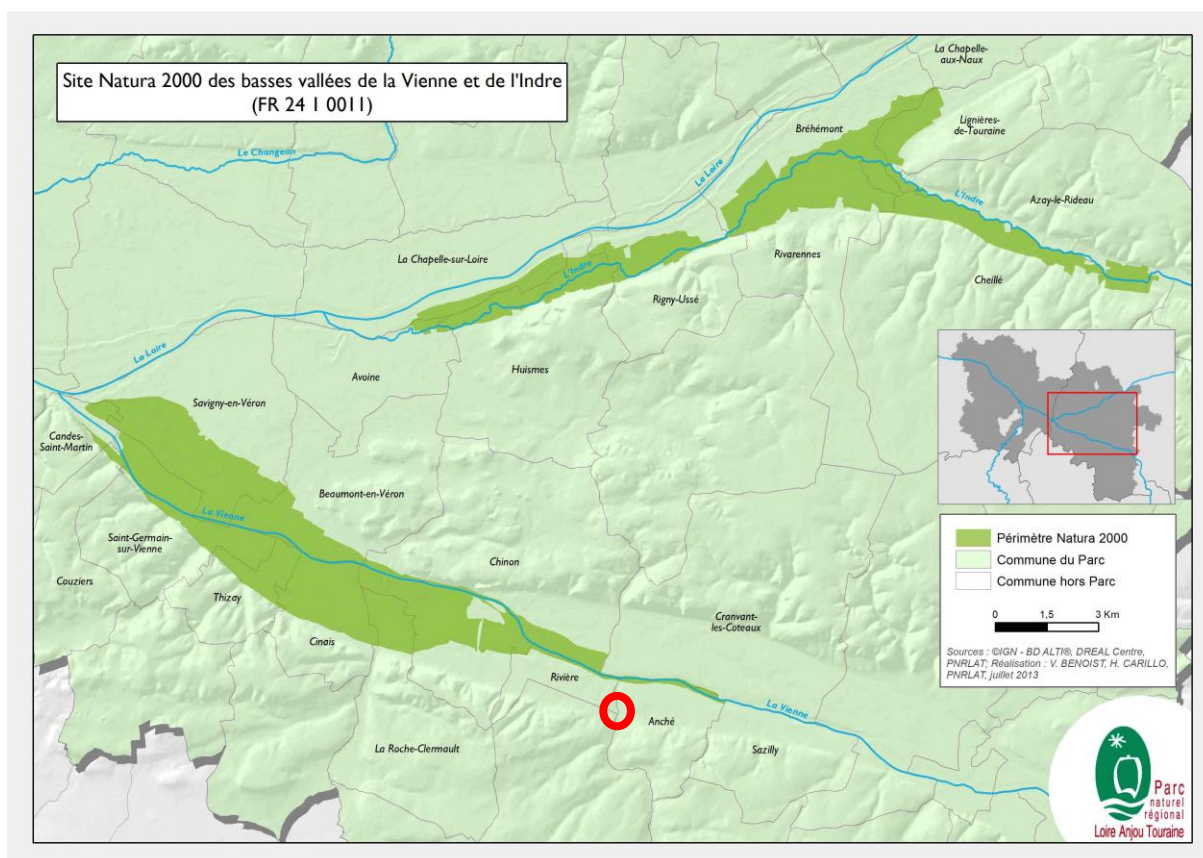 Site Natura 2000 des basses vallées de la Vienne et de l'Indre
(FR 24 1 0011)
La Chapelle-
aux-Naux
Bréhémont
Lignières-
de-Touraine
Le Changeon
La Loire
L'Indre
Azay-le-Rideau
La Chapelle-sur-Loire
L'Indre
Rivarennes
Cheillé
Rigny-Ussé
La Loire
Avoine
Huismes
Savigny-en-Véron
Candes-
Saint-Martin
Beaumont-en-Véron
La Vienne
Saint-Germain-
sur-Vienne
Chinon
Couziers
Thizay
Cravant-
les-Coteaux
Cinais
Rivière
La Vienne
Anché
La Roche-Clermault
Sazilly
Périmètre Natura 2000
Commune du Parc
Commune hors Parc
0 1,5 3 Km
Sources : ©IGN - BD ALTI®, DREAL Centre,
PNRLAT; Réalisation : V. BENOIST, H. CARILLO,
PNRLAT, juillet 2013
Parc
naturel
régional
Loire Anjou Touraine